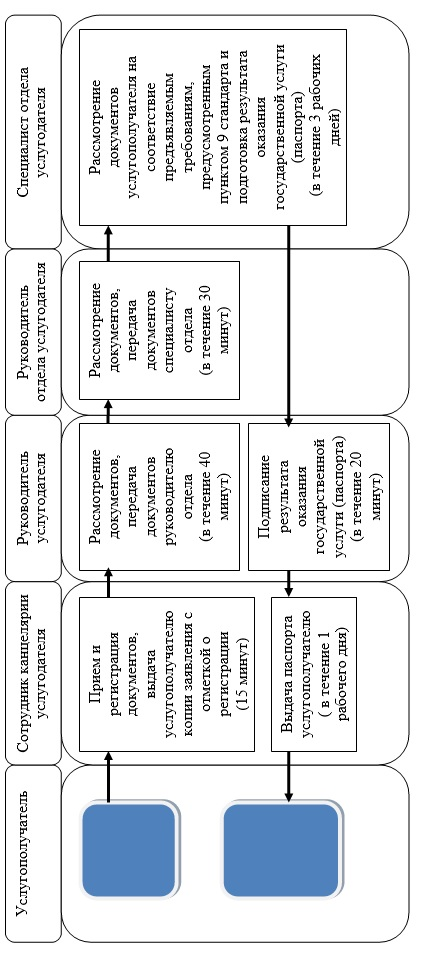 Услугополучатель
Сотрудник канцелярии
услугодателя
Руководитель
услугодателя
Руководитель
отдела услугодателя
Специалист отдела
услугодателя
Прием и
регистрация
документов,
выдача
услугополучателю
копии заявления с
отметкой о
регистрации
(15 минут)
Рассмотрение
документов,
передача
документов
руководителю
отдела
(в течение 40
минут)
Рассмотрение
документов,
передача
документов
специалисту
отдела
(в течение 30
минут)
Рассмотрение
документов
услугополучателя на
соответствие
предъявляемым
требованиям,
предусмотренным
пунктом 9 стандарта и
подготовка результата
оказания
государственной услуги
(паспорта)
(в течение 3 рабочих
дней)
Подписание
результата
оказания
государственной
услуги (паспорта)
(в течение 20
минут)
Выдача паспорта
услугополучателю
( в течение 1
рабочего дня)